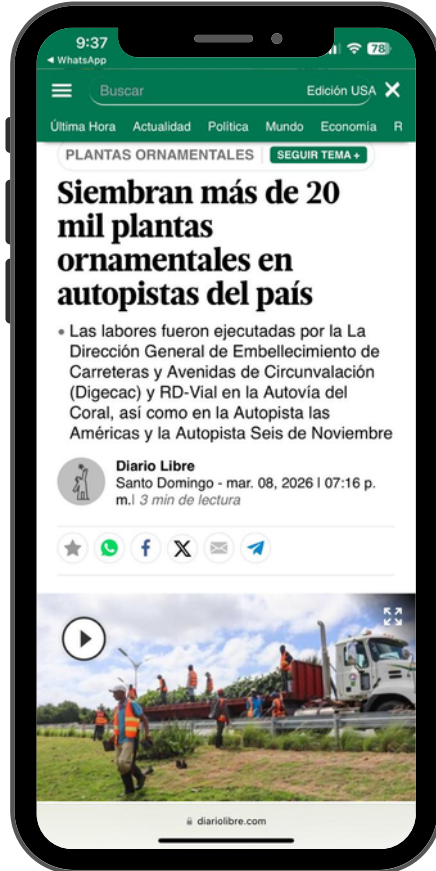 9:37
78
◀ WhatsApp
Buscar
Edición USA ✕
Última Hora Actualidad Política Mundo Economía R
PLANTAS ORNAMENTALES SEGUIR TEMA +
Siembran más de 20
mil plantas
ornamentales en
autopistas del país
• Las labores fueron ejecutadas por la La
Dirección General de Embellecimiento de
Carreteras y Avenidas de Circunvalación
(Digecac) y RD-Vial en la Autovía del
Coral, así como en la Autopista las
Américas y la Autopista Seis de Noviembre
Diario Libre
Santo Domingo - mar. 08, 2026 | 07:16 p.
m.| 3 min de lectura
diariolibre.com